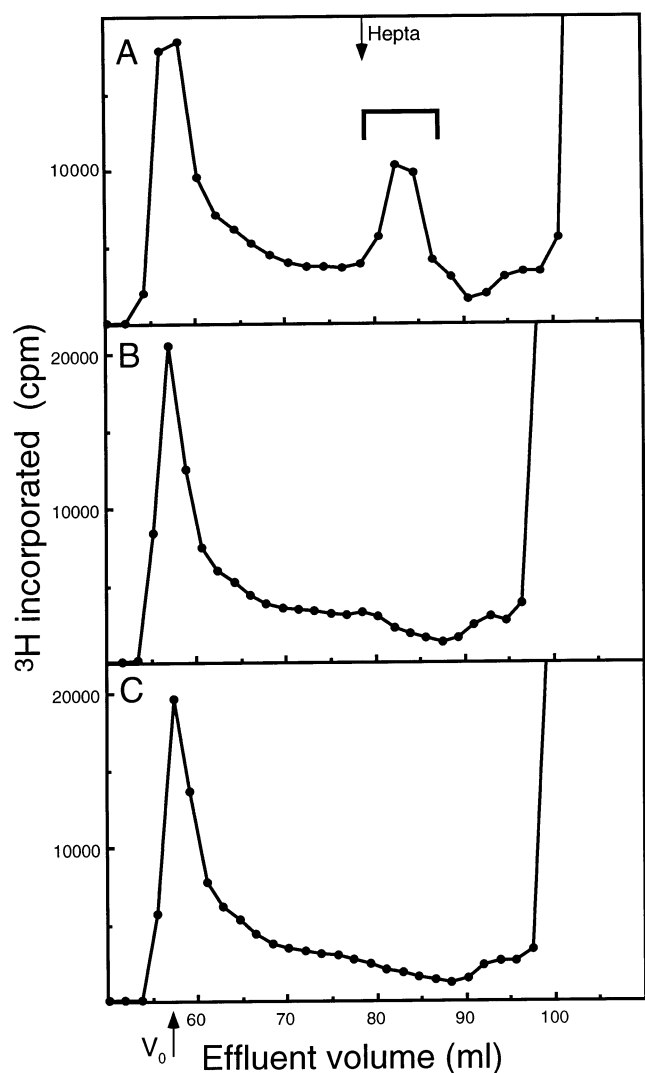 A
Hepta
10000
B
20000
10000
C
20000
10000
³H incorporated (cpm)
60 70 80 90 100
V₀
Effluent volume (ml)